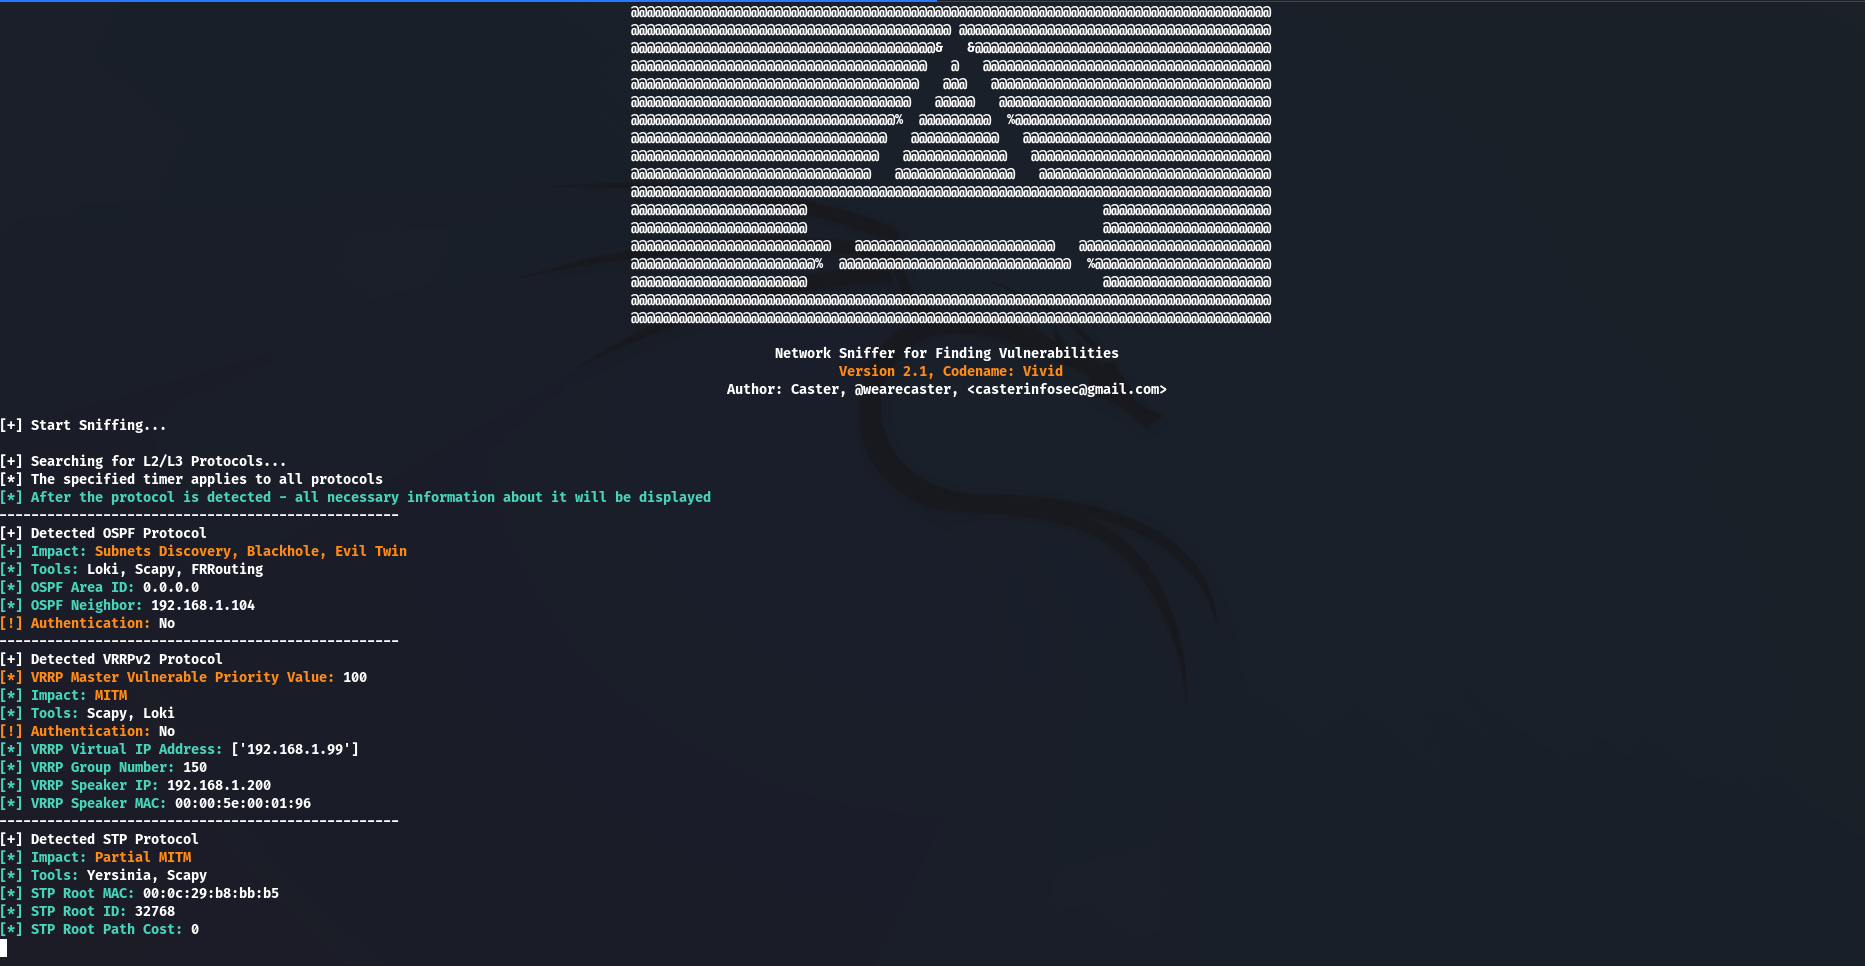 Network Sniffer for Finding Vulnerabilities
Version 2.1, Codename: Vivid
Author: Caster, @wearecaster, <casterinfosec@gmail.com>
[+] Start Sniffing...
[+] Searching for L2/L3 Protocols...
[*] The specified timer applies to all protocols
[*] After the protocol is detected - all necessary information about it will be displayed
--------------------------------------------------
[+] Detected OSPF Protocol
[+] Impact: Subnets Discovery, Blackhole, Evil Twin
[*] Tools: Loki, Scapy, FRRouting
[*] OSPF Area ID: 0.0.0.0
[*] OSPF Neighbor: 192.168.1.104
[!] Authentication: No
--------------------------------------------------
[+] Detected VRRPv2 Protocol
[*] VRRP Master Vulnerable Priority Value: 100
[*] Impact: MITM
[*] Tools: Scapy, Loki
[!] Authentication: No
[*] VRRP Virtual IP Address: ['192.168.1.99']
[*] VRRP Group Number: 150
[*] VRRP Speaker IP: 192.168.1.200
[*] VRRP Speaker MAC: 00:00:5e:00:01:96
--------------------------------------------------
[+] Detected STP Protocol
[*] Impact: Partial MITM
[*] Tools: Yersinia, Scapy
[*] STP Root MAC: 00:0c:29:b8:bb:b5
[*] STP Root ID: 32768
[*] STP Root Path Cost: 0